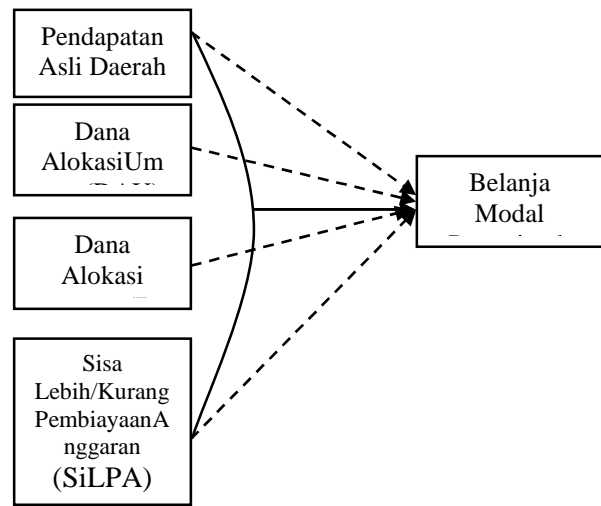 Pendapatan
Asli Daerah
Dana
AlokasiUm
Dana
Alokasi
Sisa
Lebih/Kurang
PembiayaanA
nggaran
(SiLPA)
Belanja
Modal